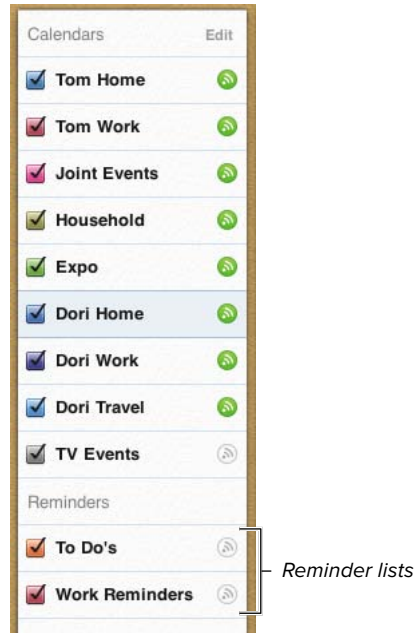 Calendars Edit
Tom Home
Tom Work
Joint Events
Household
Expo
Dori Home
Dori Work
Dori Travel
TV Events
Reminders
To Do's
Work Reminders
Reminder lists